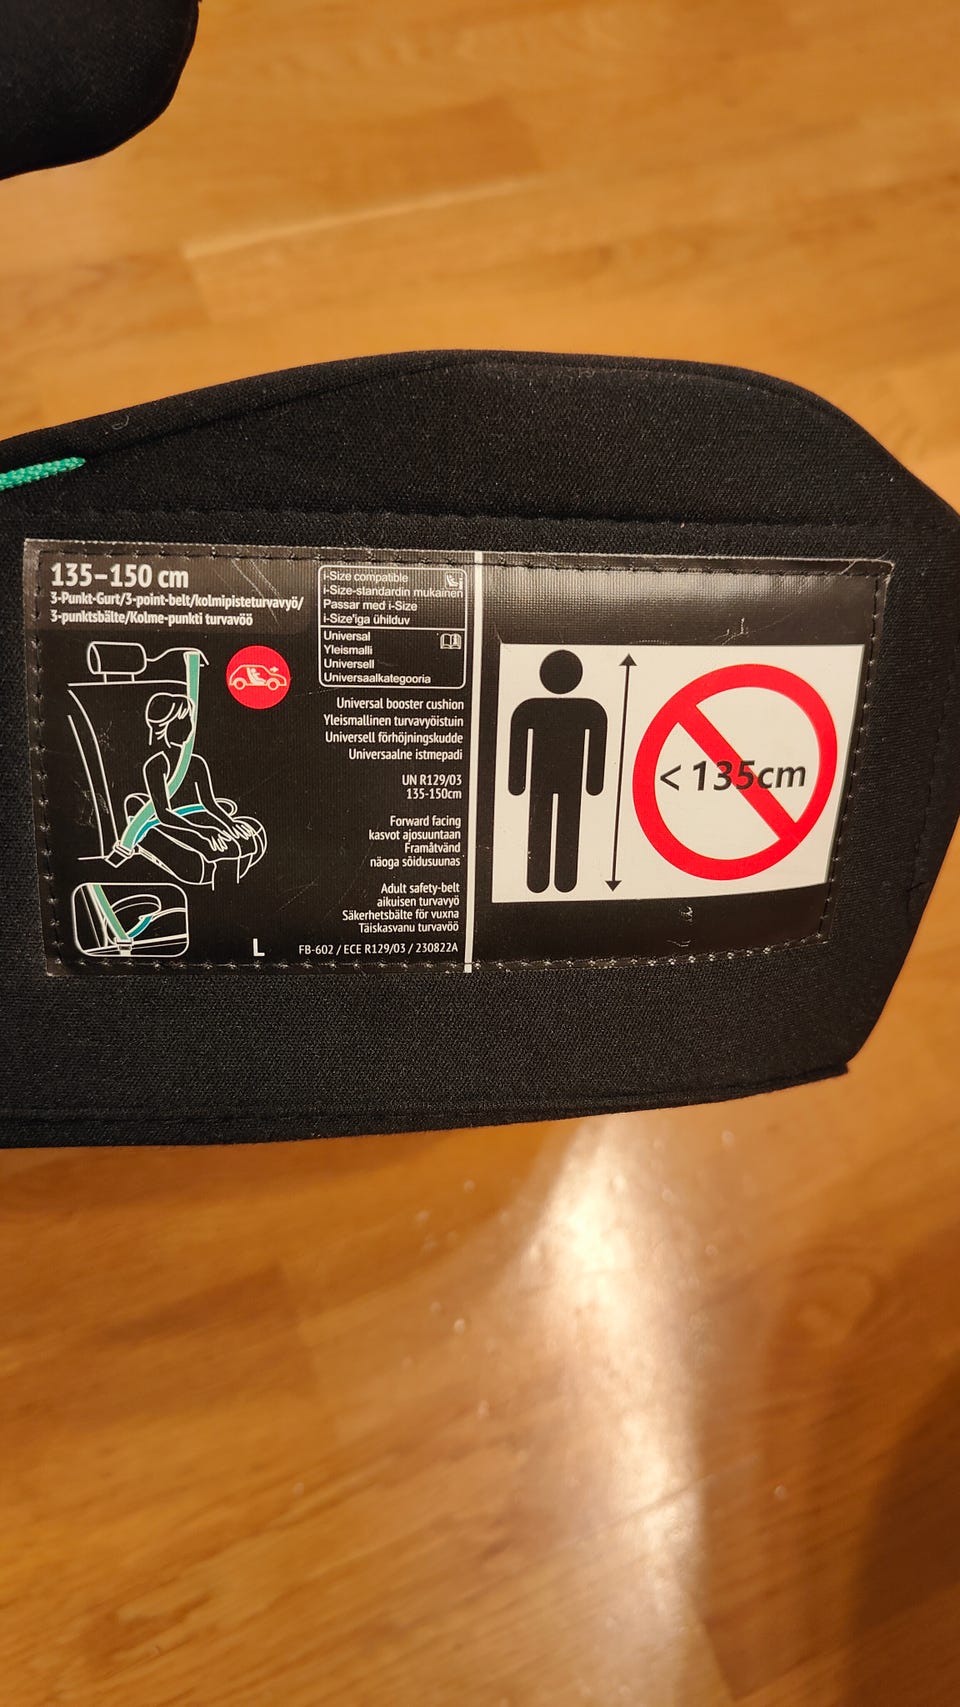 135–150 cm
3-Punkt-Gurt/3-point-belt/kolmipisteturvavyö/
3-punktsbälte/Kolme-punkti turvavöö
i-Size compatible
i-Size-standardin mukainen
Passar med i-Size
i-Size'iga ühilduv
Universal
Yleismalli
Universell
Universaalkategooria
Universal booster cushion
Yleismallinen turvavyöistuin
Universell förhöjningskudde
Universaalne istmepadi
UN R129/03
135-150cm
Forward facing
kasvot ajosuuntaan
Framåtvänd
näoga sõidusuunas
Adult safety-belt
aikuisen turvavyö
Säkerhetsbälte för vuxna
Täiskasvanu turvavöö
L FB-602 / ECE R129/03 / 230822A
< 135cm